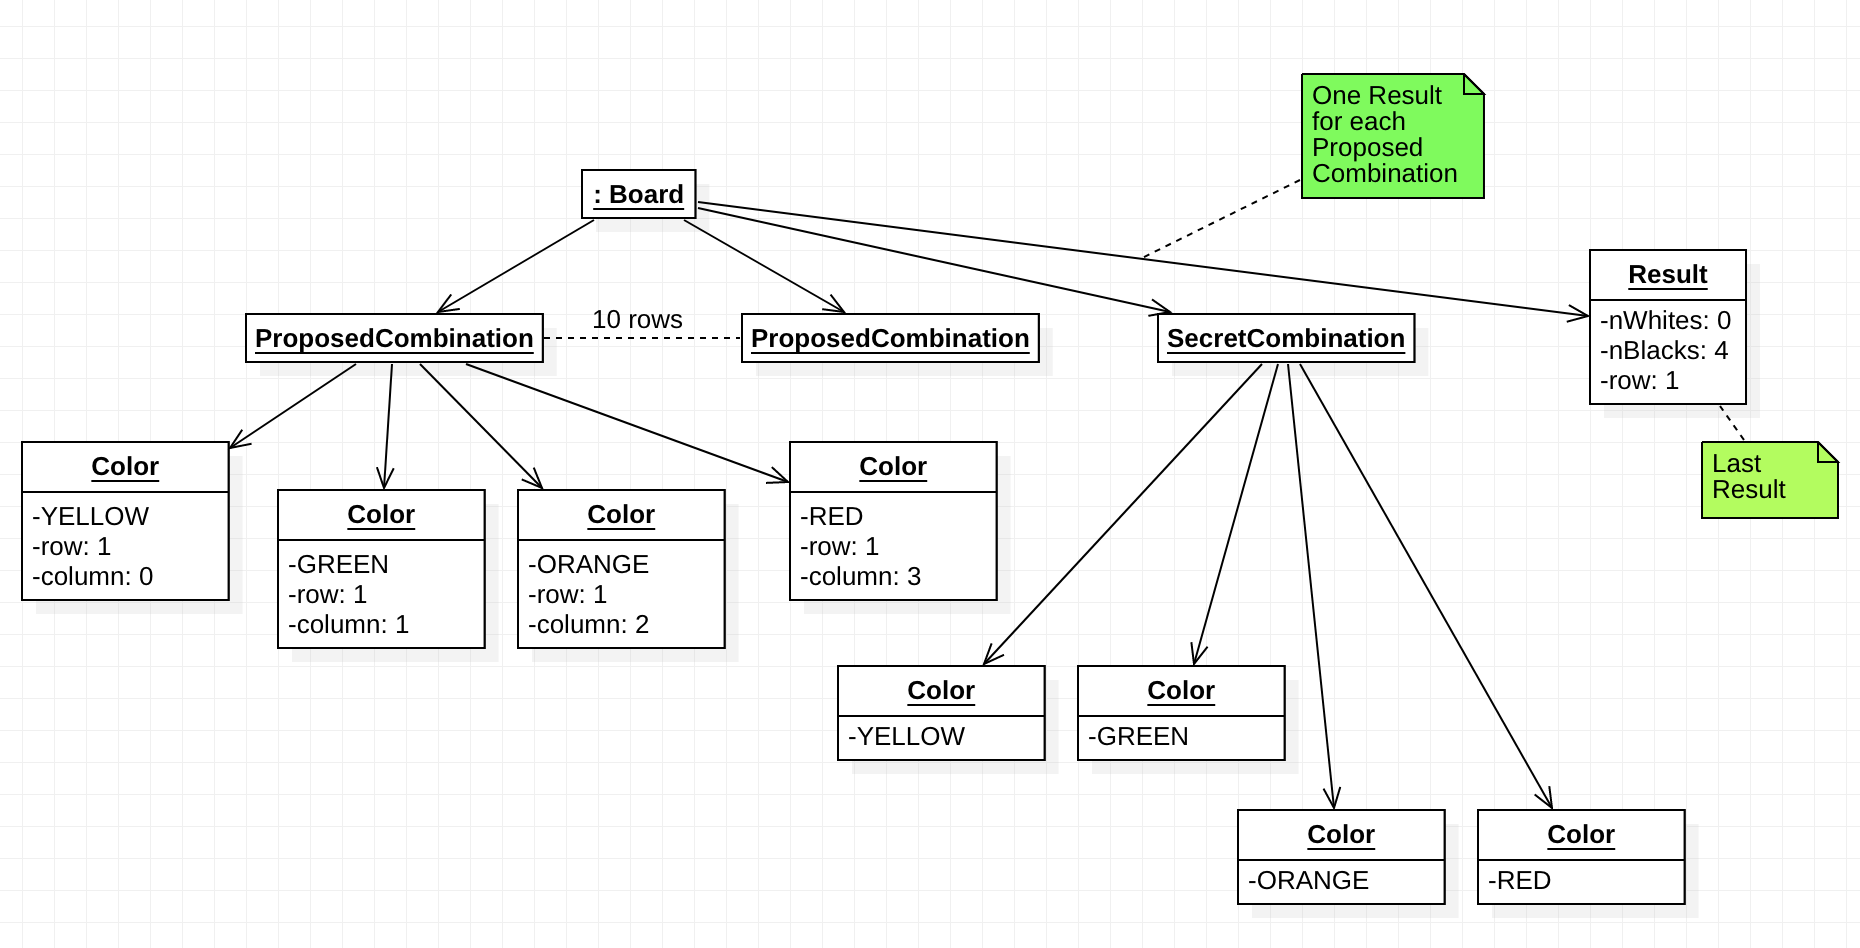 One Result
for each
Proposed
Combination
: Board
Result
-nWhites: 0
-nBlacks: 4
-row: 1
10 rows
ProposedCombination
ProposedCombination
SecretCombination
Last
Result
Color
-YELLOW
-row: 1
-column: 0
Color
-GREEN
-row: 1
-column: 1
Color
-ORANGE
-row: 1
-column: 2
Color
-RED
-row: 1
-column: 3
Color
-YELLOW
Color
-GREEN
Color
-ORANGE
Color
-RED